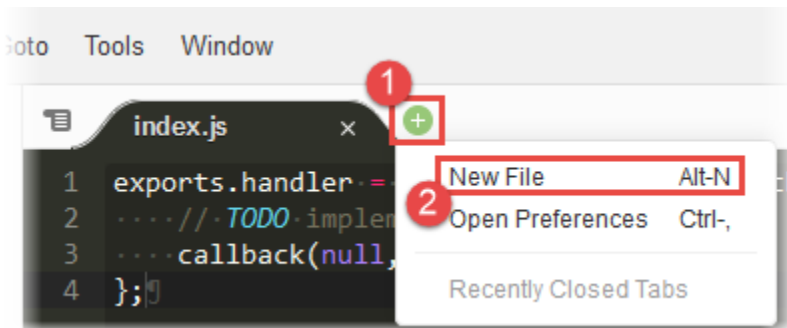 Goto Tools Window
1
index.js × +
1 exports.handler =
New File Alt-N
2
2 // TODO implem
Open Preferences Ctrl-,
3 callback(null,
4 };
Recently Closed Tabs